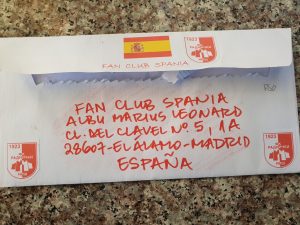 1923
FAN CLUB SPANIA
FAN CLUB SPANIA
ALBU MARIUS LEONARD
CL. DEL CLAVEL Nº 5, 1A
28607-EL ÁLAMO-MADRID
ESPAÑA
1923
1923